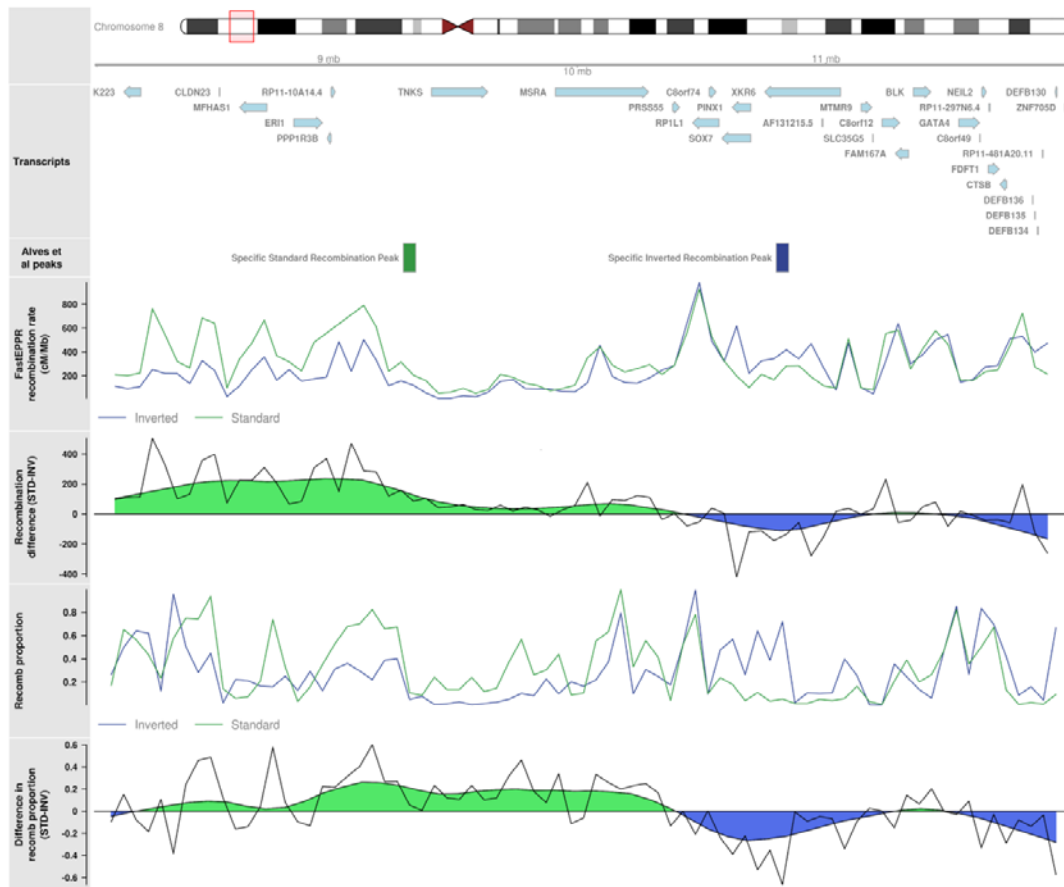 Chromosome 8
9 mb
11 mb
10 mb
Transcripts
K223 CLDN23 RP11-10A14.4 TNKS MSRA C8orf74 XKR6 BLK NEIL2 DEFB130
MFHAS1 PRSS55 PINX1 MTMR9 RP11-297N6.4 ZNF705D
ERI1 RP1L1 AF131215.5 C8orf12 GATA4
PPP1R3B SOX7 SLC35G5 C8orf49
FAM167A RP11-481A20.11
FDFT1
CTSB
DEFB136
DEFB135
DEFB134
Alves et
al peaks
Specific Standard Recombination Peak
Specific Inverted Recombination Peak
FastEPPR
recombination rate
(cM/Mb)
800
600
400
200
Inverted Standard
Recombination
difference (STD-INV)
400
200
0
-200
-400
Recomb proportion
0.8
0.6
0.4
0.2
Inverted Standard
Difference in
recomb proportion
(STD-INV)
0.6
0.4
0.2
0
-0.2
-0.4
-0.6